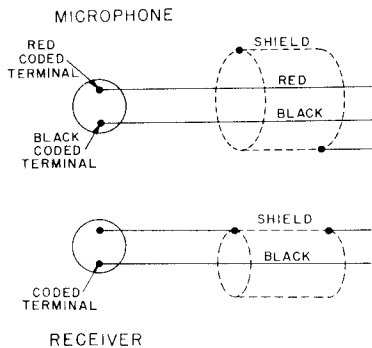 MICROPHONE
RED
CODED
TERMINAL
SHIELD
RED
BLACK
BLACK
CODED
TERMINAL
SHIELD
BLACK
CODED
TERMINAL
RECEIVER